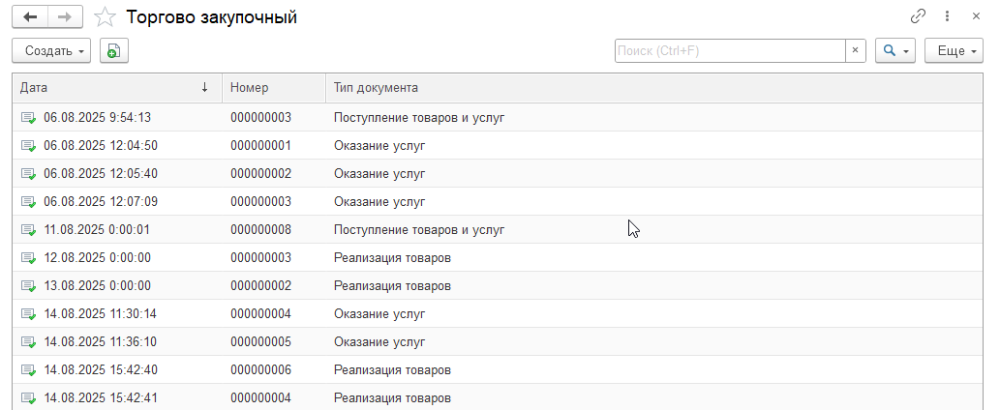 Торгово закупочный
Создать
Поиск (Ctrl+F)
Еще
Дата Номер Тип документа
06.08.2025 9:54:13 000000003 Поступление товаров и услуг
06.08.2025 12:04:50 000000001 Оказание услуг
06.08.2025 12:05:40 000000002 Оказание услуг
06.08.2025 12:07:09 000000003 Оказание услуг
11.08.2025 0:00:01 000000008 Поступление товаров и услуг
12.08.2025 0:00:00 000000003 Реализация товаров
13.08.2025 0:00:00 000000002 Реализация товаров
14.08.2025 11:30:14 000000004 Оказание услуг
14.08.2025 11:36:10 000000005 Оказание услуг
14.08.2025 15:42:40 000000006 Реализация товаров
14.08.2025 15:42:41 000000004 Реализация товаров